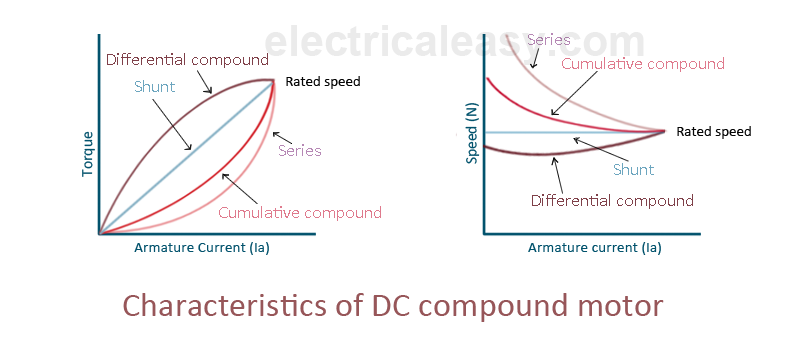 electricaleasy.com
Differential compound
Shunt
Rated speed
Series
Cumulative compound
Torque
Armature Current (Ia)
Series
Cumulative compound
Rated speed
Shunt
Differential compound
Speed (N)
Armature current (Ia)
Characteristics of DC compound motor